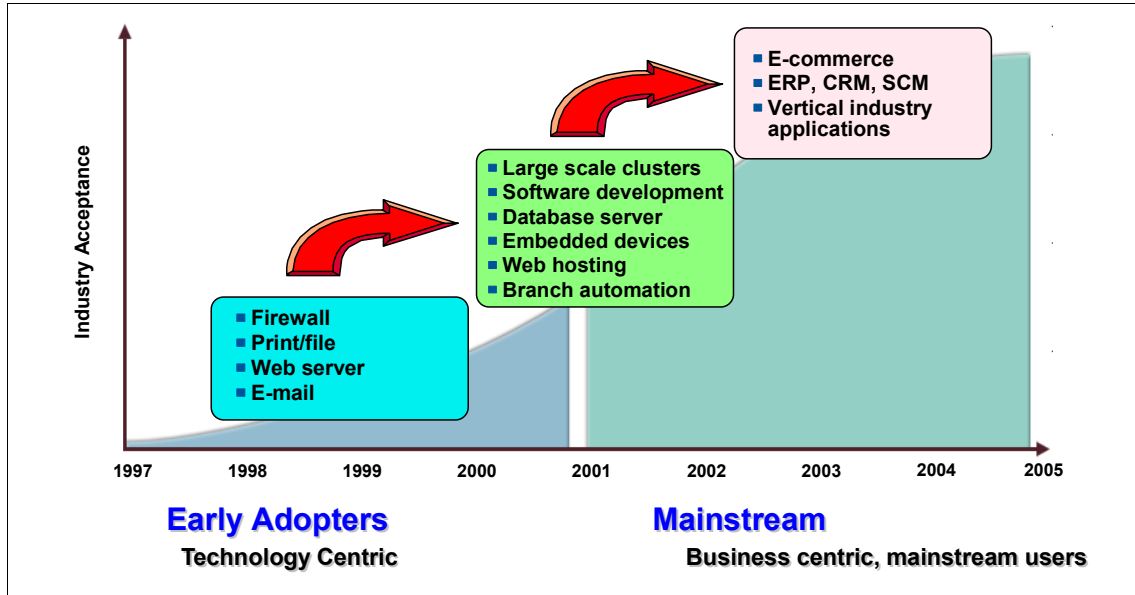 Industry Acceptance
E-commerce
ERP, CRM, SCM
Vertical industry
applications
Large scale clusters
Software development
Database server
Embedded devices
Web hosting
Branch automation
Firewall
Print/file
Web server
E-mail
1997 1998 1999 2000 2001 2002 2003 2004 2005
Early Adopters
Technology Centric
Mainstream
Business centric, mainstream users